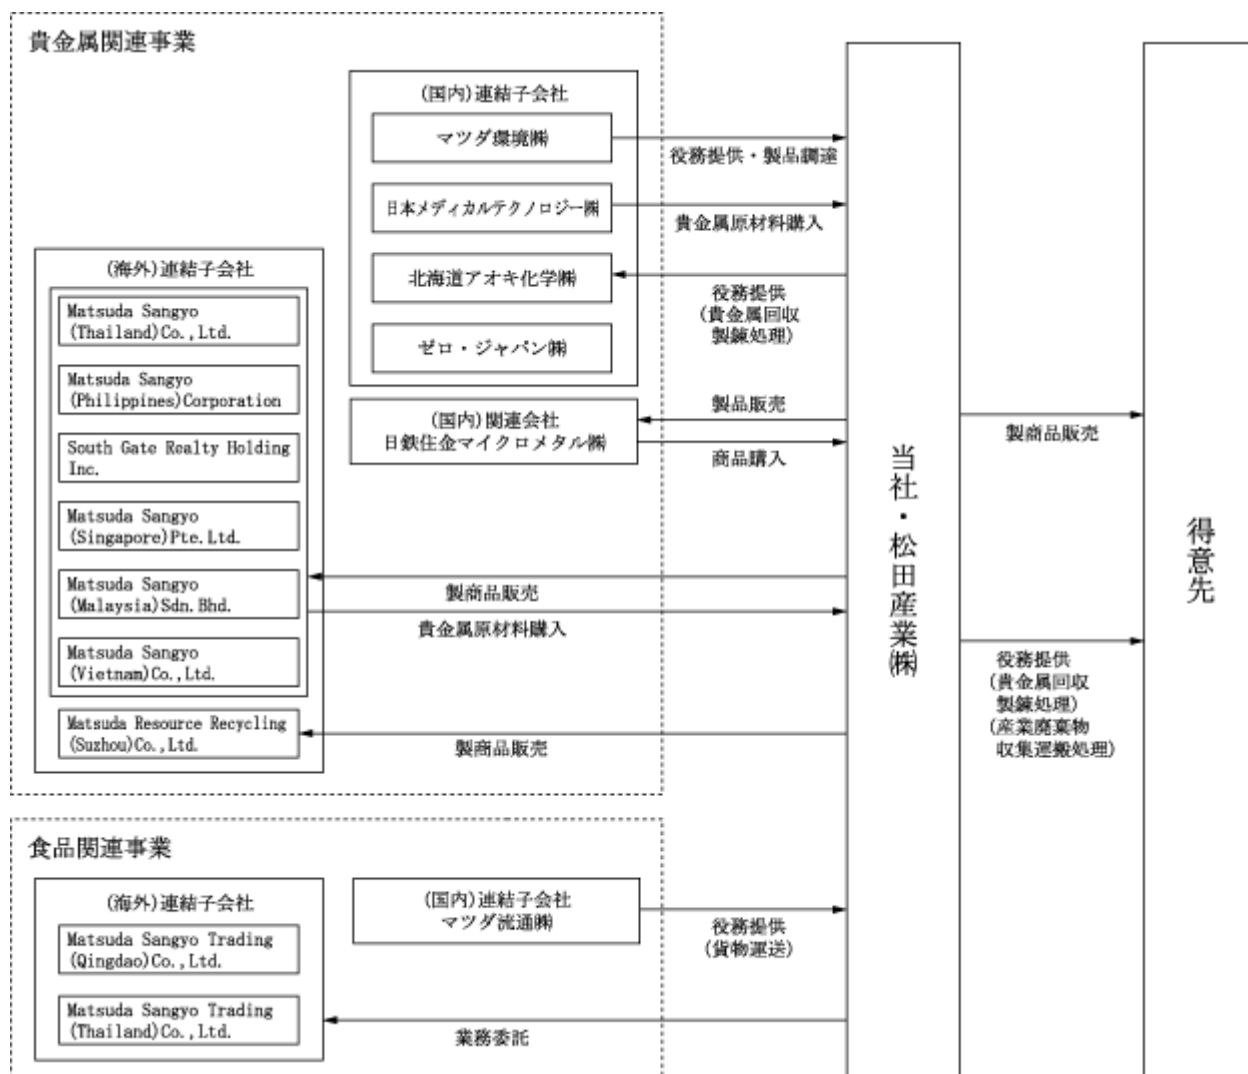 貴金属関連事業
(国内)連結子会社
マツダ環境㈱
役務提供・製品調達
日本メディカルテクノロジー㈱
貴金属原材料購入
北海道アオキ化学㈱
役務提供
(貴金属回収
製錬処理)
ゼロ・ジャパン㈱
(国内)関連会社
日鉄住金マイクロメタル㈱
製品販売
商品購入
(海外)連結子会社
Matsuda Sangyo
(Thailand)Co.,Ltd.
Matsuda Sangyo
(Philippines)Corporation
South Gate Realty Holding
Inc.
Matsuda Sangyo
(Singapore)Pte.Ltd.
Matsuda Sangyo
(Malaysia)Sdn.Bhd.
Matsuda Sangyo
(Vietnam)Co.,Ltd.
製商品販売
貴金属原材料購入
Matsuda Resource Recycling
(Suzhou)Co.,Ltd.
製商品販売
食品関連事業
(海外)連結子会社
Matsuda Sangyo Trading
(Qingdao)Co.,Ltd.
Matsuda Sangyo Trading
(Thailand)Co.,Ltd.
(国内)連結子会社
マツダ流通㈱
役務提供
(貨物運送)
業務委託
当社・松田産業㈱
製商品販売
役務提供
(貴金属回収
製錬処理)
(産業廃棄物
収集運搬処理)
得意先